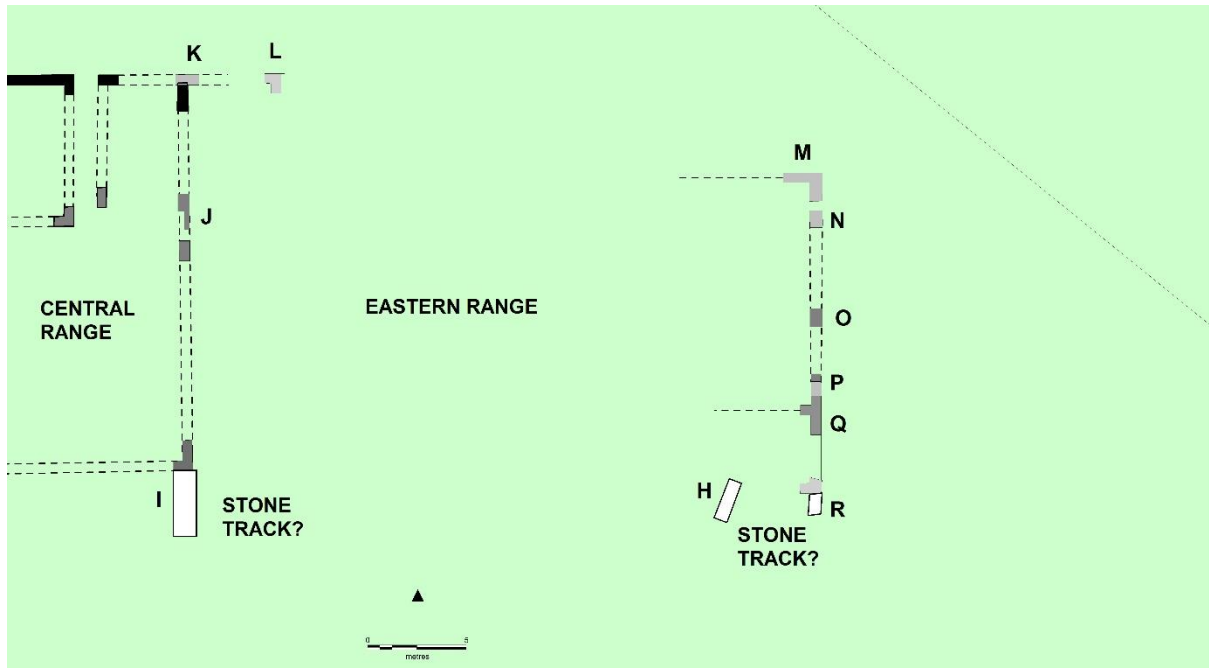 K
L
M
J
N
CENTRAL
RANGE
EASTERN RANGE
O
P
Q
I
STONE
TRACK?
H
R
STONE
TRACK?
0 5
metres